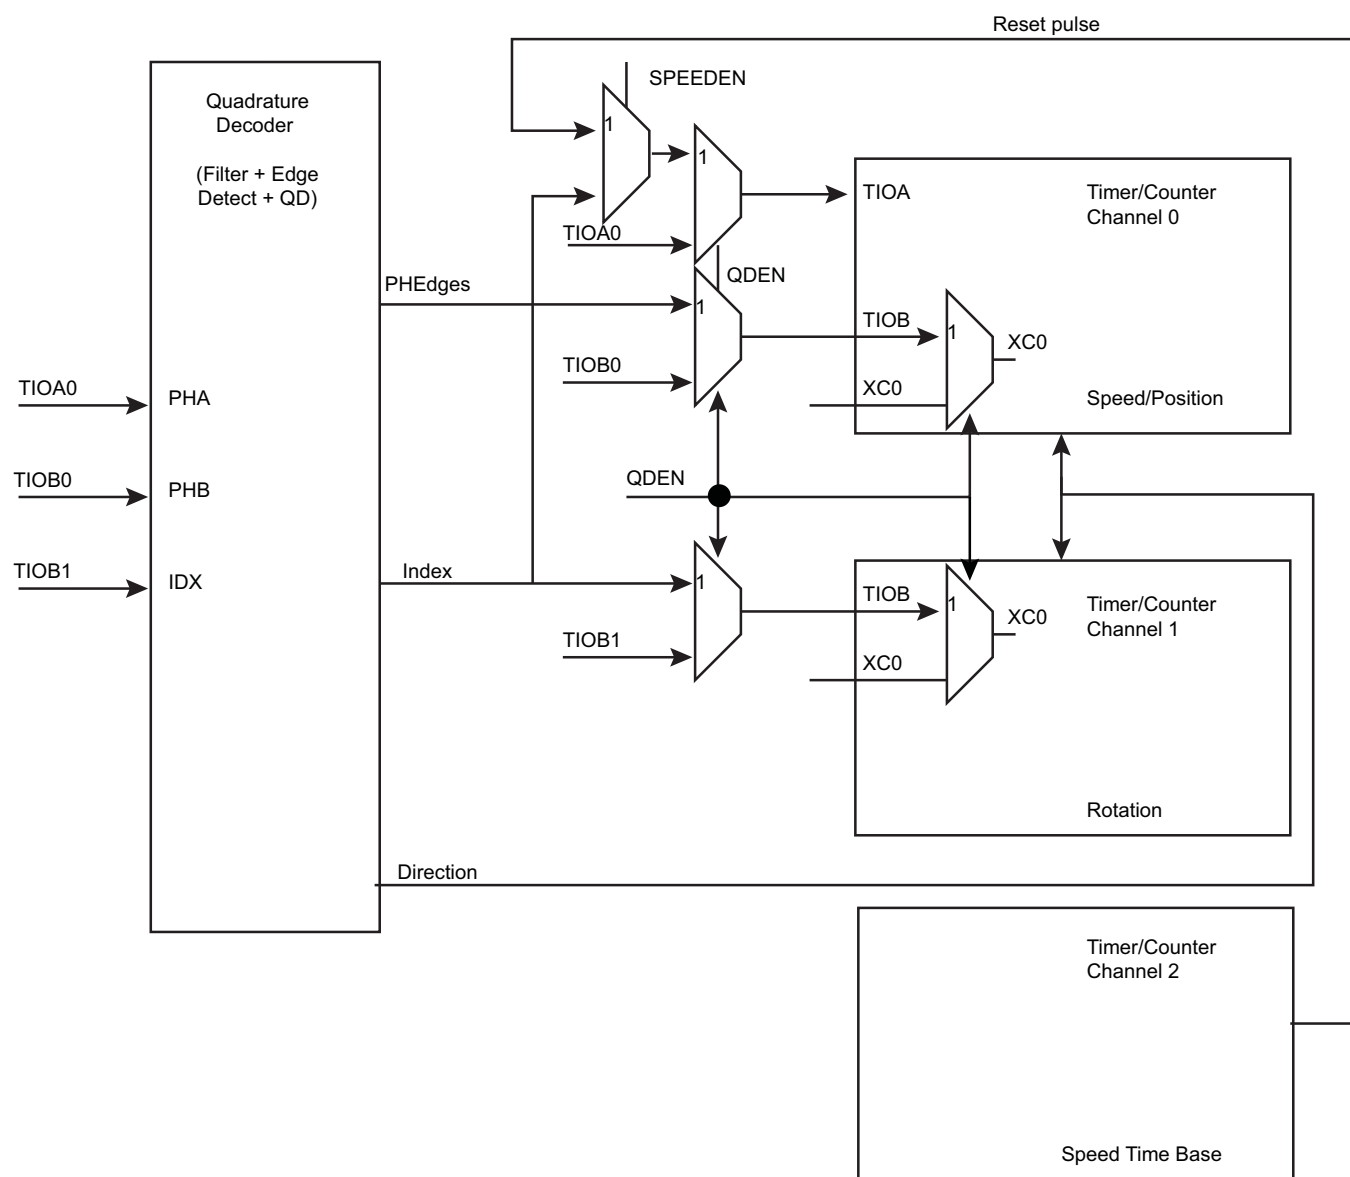 Reset pulse
SPEEDEN
Quadrature
Decoder
(Filter + Edge
Detect + QD)
1
1
TIOA
Timer/Counter
Channel 0
TIOA0
QDEN
PHEdges
1
TIOB
1
XC0
TIOB0
XC0
Speed/Position
TIOA0
PHA
QDEN
TIOB0
PHB
TIOB1
IDX
Index
1
TIOB
1
Timer/Counter
Channel 1
XC0
TIOB1
XC0
Rotation
Direction
Timer/Counter
Channel 2
Speed Time Base